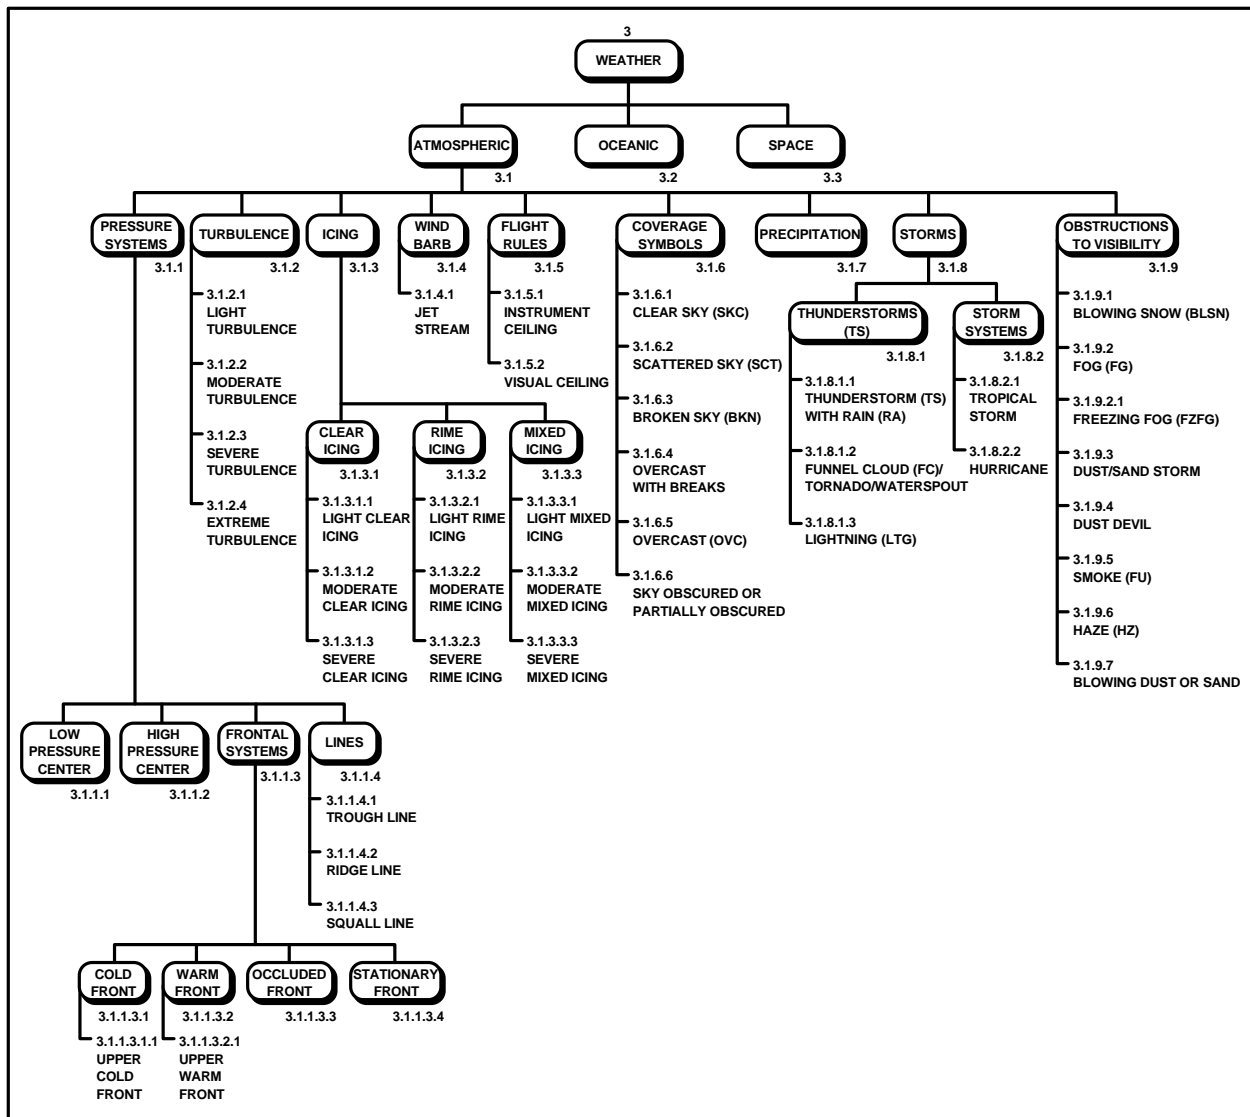 3
WEATHER
ATMOSPHERIC
3.1
OCEANIC
3.2
SPACE
3.3
PRESSURE
SYSTEMS
3.1.1
TURBULENCE
3.1.2
ICING
3.1.3
WIND
BARB
3.1.4
FLIGHT
RULES
3.1.5
COVERAGE
SYMBOLS
3.1.6
PRECIPITATION
3.1.7
STORMS
3.1.8
OBSTRUCTIONS
TO VISIBILITY
3.1.9
3.1.2.1
LIGHT
TURBULENCE
3.1.2.2
MODERATE
TURBULENCE
3.1.2.3
SEVERE
TURBULENCE
3.1.2.4
EXTREME
TURBULENCE
3.1.4.1
JET
STREAM
3.1.5.1
INSTRUMENT
CEILING
3.1.5.2
VISUAL CEILING
3.1.6.1
CLEAR SKY (SKC)
3.1.6.2
SCATTERED SKY (SCT)
3.1.6.3
BROKEN SKY (BKN)
3.1.6.4
OVERCAST
WITH BREAKS
3.1.6.5
OVERCAST (OVC)
3.1.6.6
SKY OBSCURED OR
PARTIALLY OBSCURED
THUNDERSTORMS
(TS)
3.1.8.1
3.1.8.1.1
THUNDERSTORM (TS)
WITH RAIN (RA)
3.1.8.1.2
FUNNEL CLOUD (FC)/
TORNADO/WATERSPOUT
3.1.8.1.3
LIGHTNING (LTG)
STORM
SYSTEMS
3.1.8.2
3.1.8.2.1
TROPICAL
STORM
3.1.8.2.2
HURRICANE
3.1.9.1
BLOWING SNOW (BLSN)
3.1.9.2
FOG (FG)
3.1.9.2.1
FREEZING FOG (FZFG)
3.1.9.3
DUST/SAND STORM
3.1.9.4
DUST DEVIL
3.1.9.5
SMOKE (FU)
3.1.9.6
HAZE (HZ)
3.1.9.7
BLOWING DUST OR SAND
CLEAR
ICING
3.1.3.1
3.1.3.1.1
LIGHT CLEAR
ICING
3.1.3.1.2
MODERATE
CLEAR ICING
3.1.3.1.3
SEVERE
CLEAR ICING
RIME
ICING
3.1.3.2
3.1.3.2.1
LIGHT RIME
ICING
3.1.3.2.2
MODERATE
RIME ICING
3.1.3.2.3
SEVERE
RIME ICING
MIXED
ICING
3.1.3.3
3.1.3.3.1
LIGHT MIXED
ICING
3.1.3.3.2
MODERATE
MIXED ICING
3.1.3.3.3
SEVERE
MIXED ICING
LOW
PRESSURE
CENTER
3.1.1.1
HIGH
PRESSURE
CENTER
3.1.1.2
FRONTAL
SYSTEMS
3.1.1.3
LINES
3.1.1.4
3.1.1.4.1
TROUGH LINE
3.1.1.4.2
RIDGE LINE
3.1.1.4.3
SQUALL LINE
COLD
FRONT
3.1.1.3.1
3.1.1.3.1.1
UPPER
COLD
FRONT
WARM
FRONT
3.1.1.3.2
3.1.1.3.2.1
UPPER
WARM
FRONT
OCCLUDED
FRONT
3.1.1.3.3
STATIONARY
FRONT
3.1.1.3.4